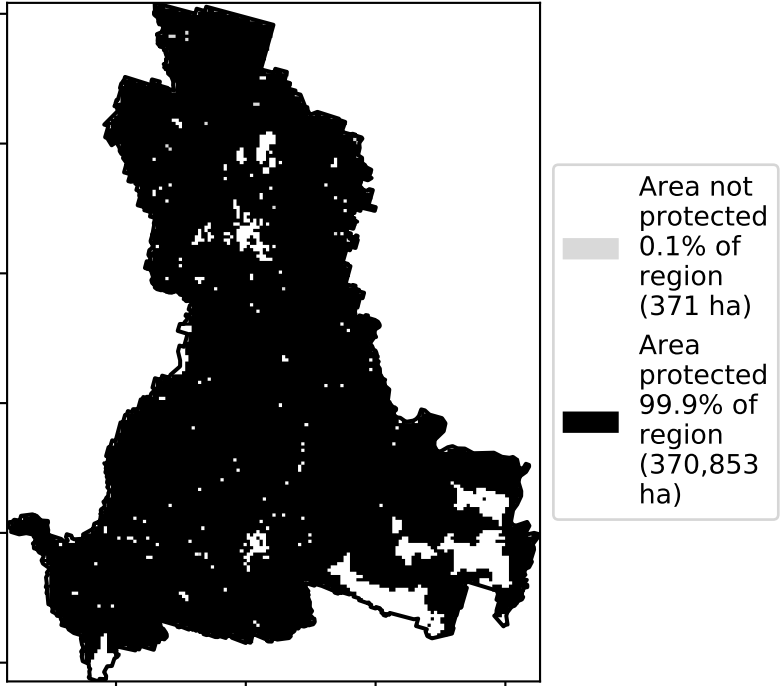 Area not
protected
0.1% of
region
(371 ha)
Area
protected
99.9% of
region
(370,853
ha)